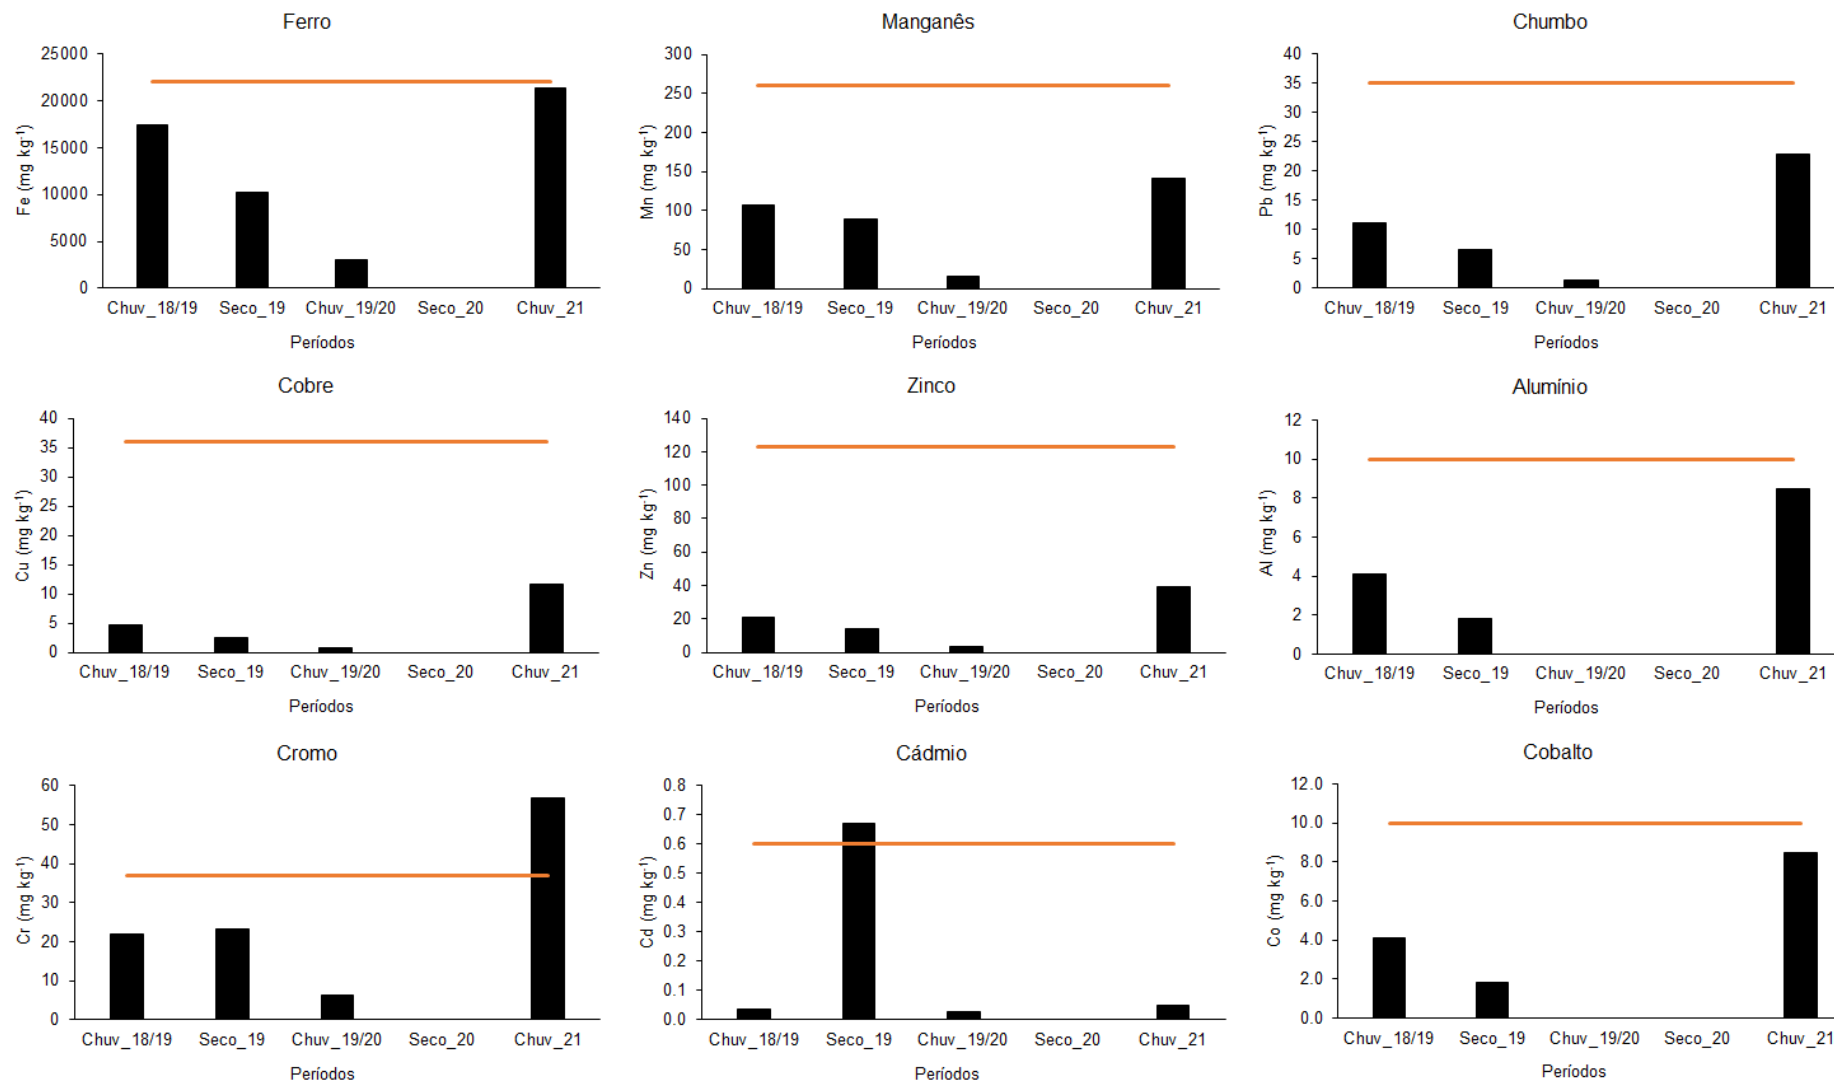 Ferro
25000
20000
15000
10000
5000
0
Fe (mg kg-1)
Chuv_18/19 Seco_19 Chuv_19/20 Seco_20 Chuv_21
Períodos
Manganês
300
250
200
150
100
50
0
Mn (mg kg-1)
Chuv_18/19 Seco_19 Chuv_19/20 Seco_20 Chuv_21
Períodos
Chumbo
40
35
30
25
20
15
10
5
0
Pb (mg kg-1)
Chuv_18/19 Seco_19 Chuv_19/20 Seco_20 Chuv_21
Períodos
Cobre
40
35
30
25
20
15
10
5
0
Cu (mg kg-1)
Chuv_18/19 Seco_19 Chuv_19/20 Seco_20 Chuv_21
Períodos
Zinco
140
120
100
80
60
40
20
0
Zn (mg kg-1)
Chuv_18/19 Seco_19 Chuv_19/20 Seco_20 Chuv_21
Períodos
Alumínio
12
10
8
6
4
2
0
Al (mg kg-1)
Chuv_18/19 Seco_19 Chuv_19/20 Seco_20 Chuv_21
Períodos
Cromo
60
50
40
30
20
10
0
Cr (mg kg-1)
Chuv_18/19 Seco_19 Chuv_19/20 Seco_20 Chuv_21
Períodos
Cádmio
0.8
0.7
0.6
0.5
0.4
0.3
0.2
0.1
0.0
Cd (mg kg-1)
Chuv_18/19 Seco_19 Chuv_19/20 Seco_20 Chuv_21
Períodos
Cobalto
12.0
10.0
8.0
6.0
4.0
2.0
0.0
Co (mg kg-1)
Chuv_18/19 Seco_19 Chuv_19/20 Seco_20 Chuv_21
Períodos